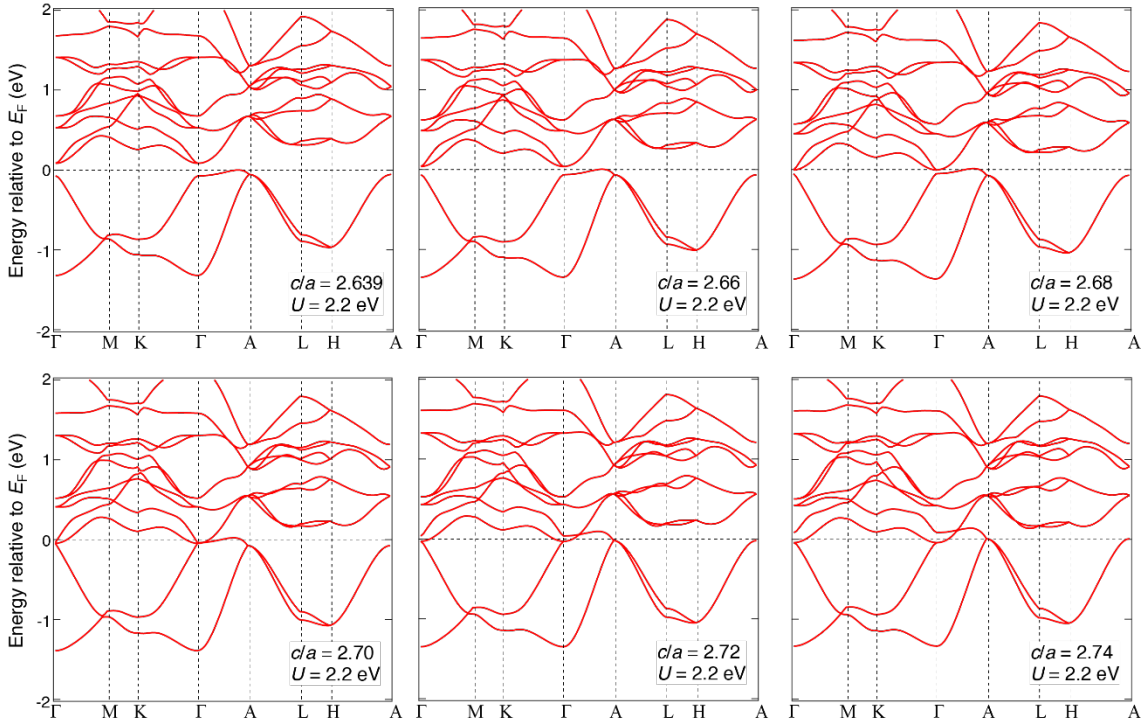 Energy relative to E_F (eV)
2
1
0
-1
-2
c/a = 2.639
U = 2.2 eV
Γ M K Γ A L H A
c/a = 2.66
U = 2.2 eV
Γ M K Γ A L H A
c/a = 2.68
U = 2.2 eV
Γ M K Γ A L H A
Energy relative to E_F (eV)
2
1
0
-1
-2
c/a = 2.70
U = 2.2 eV
Γ M K Γ A L H A
c/a = 2.72
U = 2.2 eV
Γ M K Γ A L H A
c/a = 2.74
U = 2.2 eV
Γ M K Γ A L H A